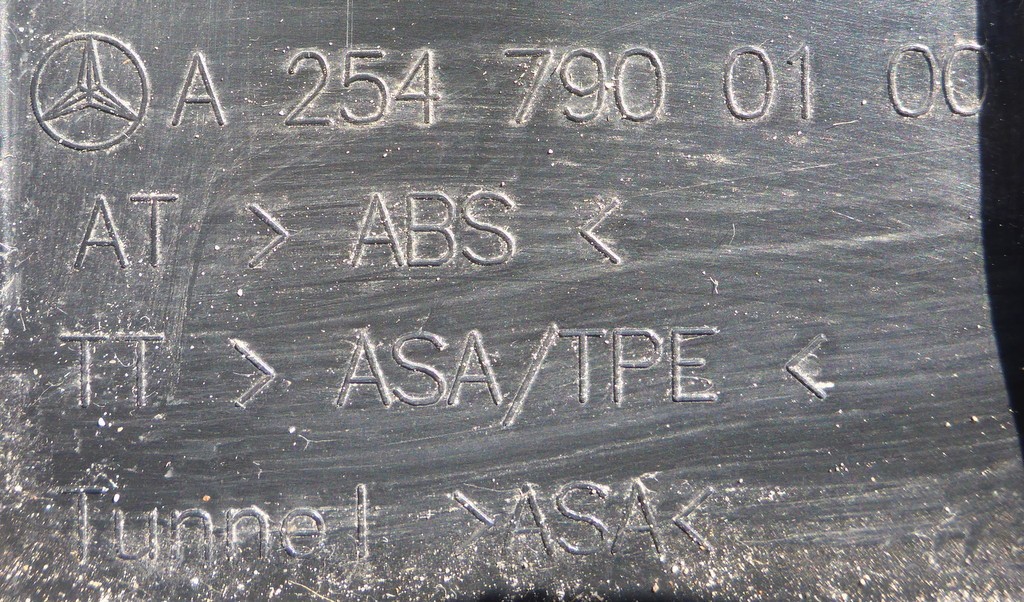 A 254 790 01 00
AT >ABS<
TT >ASA/TPE<
Tunnel >ASA<